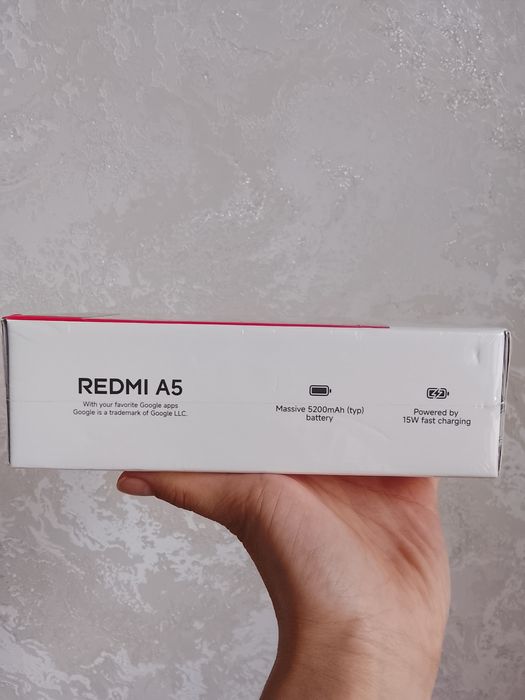 REDMI A5
With your favorite Google apps
Google is a trademark of Google LLC.
Massive 5200mAh (typ)
battery
Powered by
15W fast charging